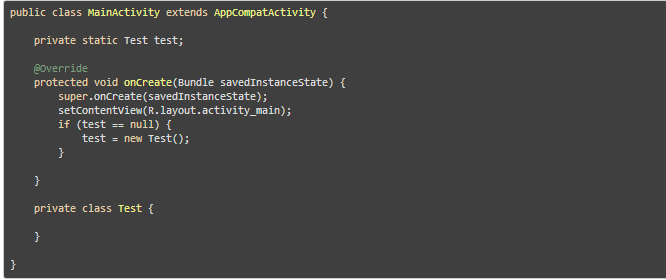 public class MainActivity extends AppCompatActivity {
private static Test test;
@Override
protected void onCreate(Bundle savedInstanceState) {
super.onCreate(savedInstanceState);
setContentView(R.layout.activity_main);
if (test == null) {
test = new Test();
}
}
private class Test {
}
}